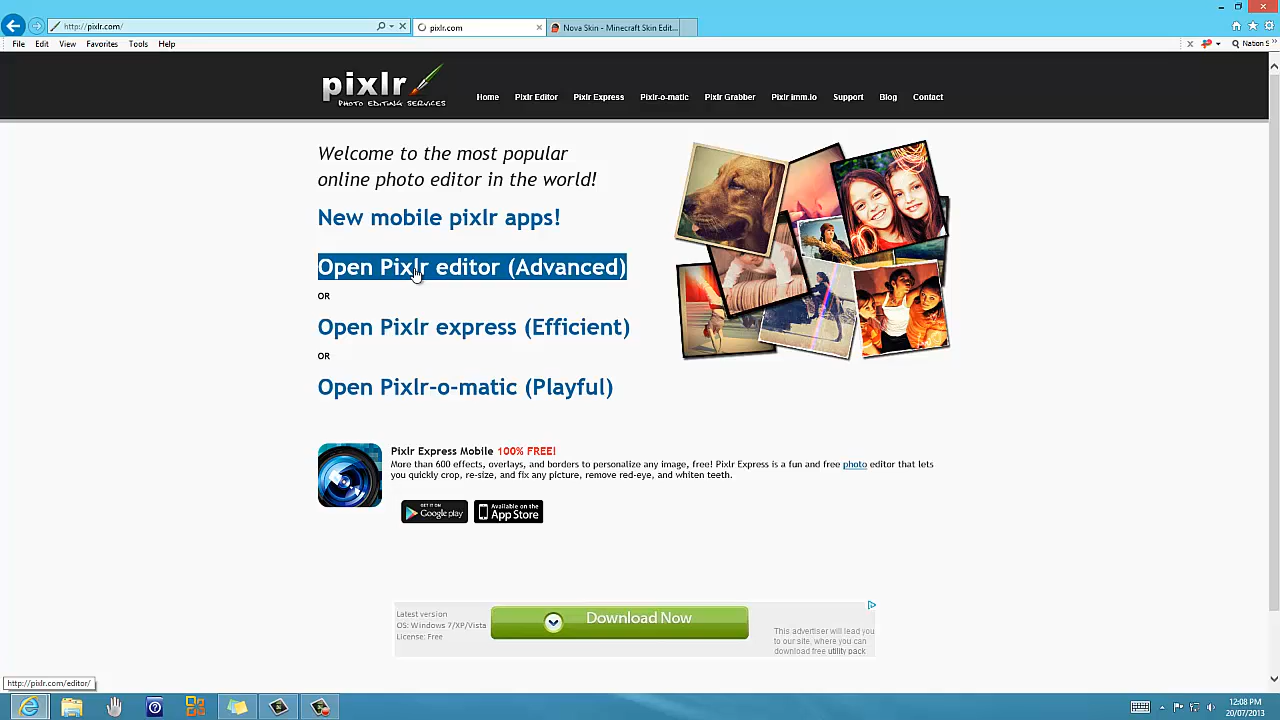 http://pixlr.com/
pixlr.com
Nova Skin - Minecraft Skin Edit...
File Edit View Favorites Tools Help
Nation S
pixlr
PHOTO EDITING SERVICES
Home Pixlr Editor Pixlr Express Pixlr-o-matic Pixlr Grabber Pixlr imm.io Support Blog Contact
Welcome to the most popular
online photo editor in the world!
New mobile pixlr apps!
Open Pixlr editor (Advanced)
OR
Open Pixlr express (Efficient)
OR
Open Pixlr-o-matic (Playful)
Pixlr Express Mobile 100% FREE!
More than 600 effects, overlays, and borders to personalize any image, free! Pixlr Express is a fun and free photo editor that lets
you quickly crop, re-size, and fix any picture, remove red-eye, and whiten teeth.
GET IT ON
Google play
Available on the
App Store
Latest version
OS: Windows 7/XP/Vista
License: Free
Download Now
This advertiser will lead you
to our site, where you can
download free utility pack
http://pixlr.com/editor/
12:08 PM
20/07/2013